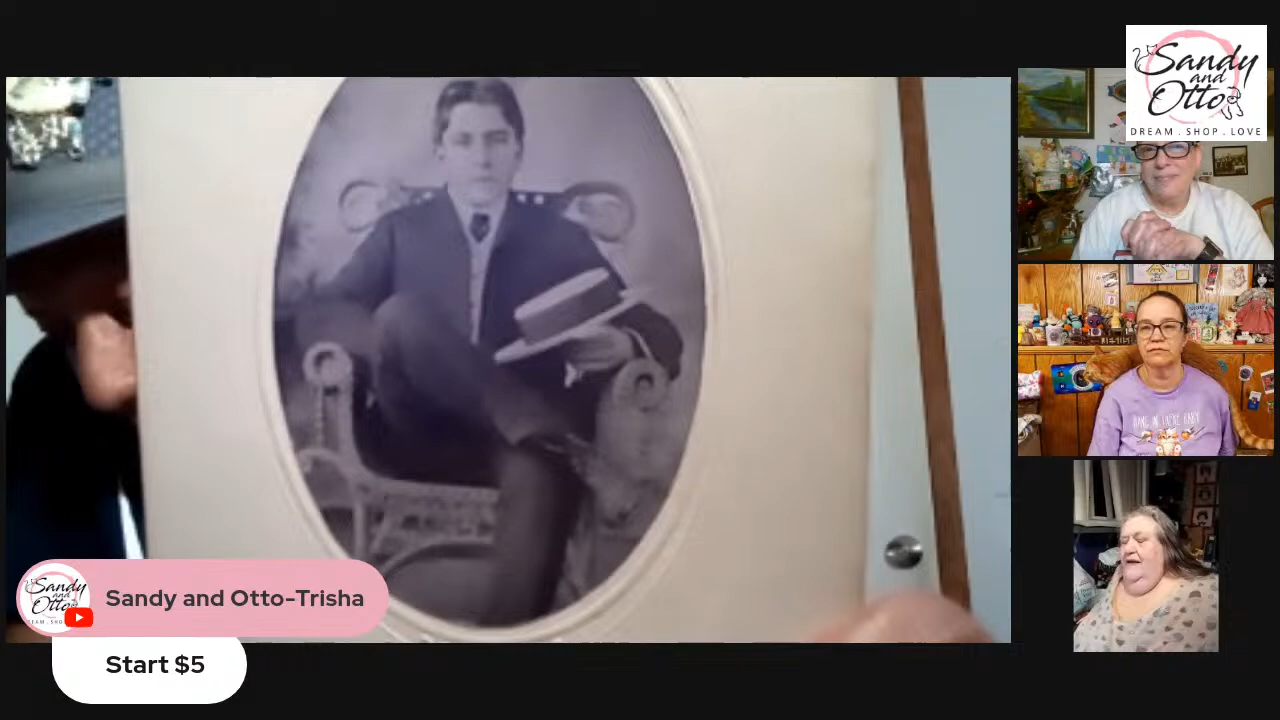 Sandy
and
Otto
DREAM . SHOP . LOVE
Sandy and Otto-Trisha
Start $5